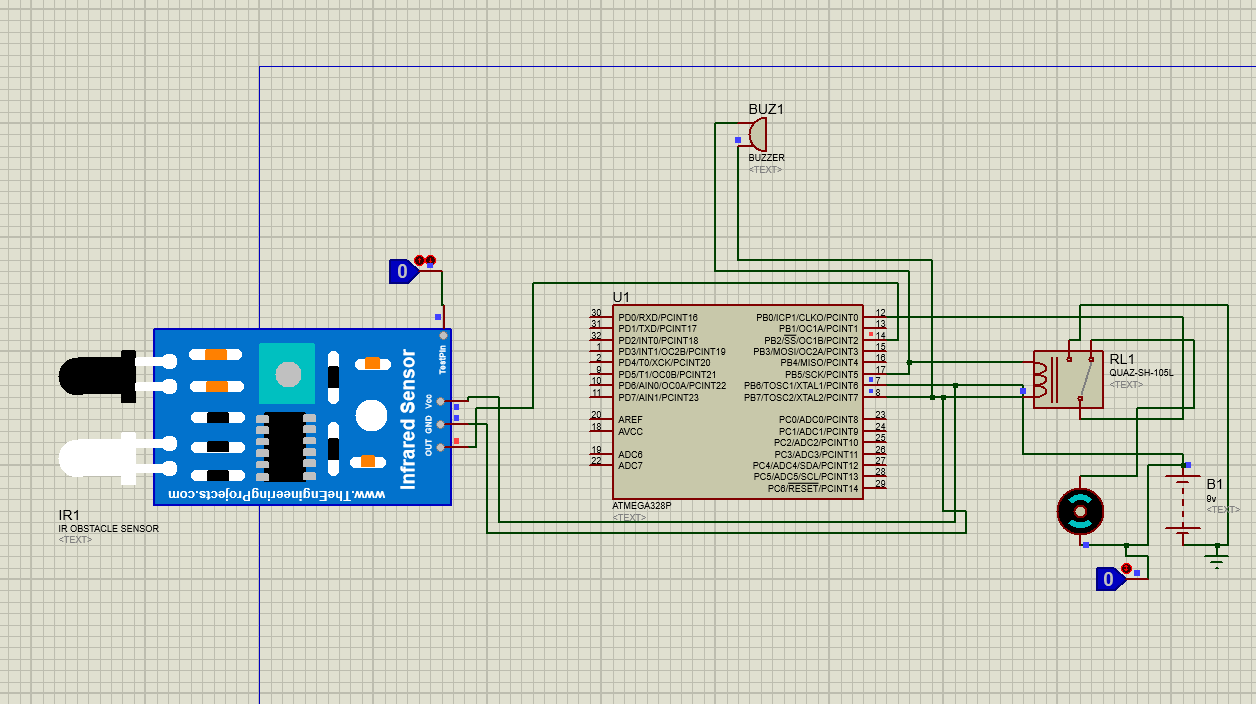 BUZ1
BUZZER
<TEXT>
0
U1
30 PD0/RXD/PCINT16
31 PD1/TXD/PCINT17
32 PD2/INT0/PCINT18
1 PD3/INT1/OC2B/PCINT19
2 PD4/T0/XCK/PCINT20
9 PD5/T1/OC0B/PCINT21
10 PD6/AIN0/OC0A/PCINT22
11 PD7/AIN1/PCINT23
20 AREF
18 AVCC
19 ADC6
22 ADC7
PB0/ICP1/CLKO/PCINT0 12
PB1/OC1A/PCINT1 13
PB2/SS/OC1B/PCINT2 14
PB3/MOSI/OC2A/PCINT3 15
PB4/MISO/PCINT4 16
PB5/SCK/PCINT5 17
PB6/TOSC1/XTAL1/PCINT6 7
PB7/TOSC2/XTAL2/PCINT7 8
PC0/ADC0/PCINT8 23
PC1/ADC1/PCINT9 24
PC2/ADC2/PCINT10 25
PC3/ADC3/PCINT11 26
PC4/ADC4/SDA/PCINT12 27
PC5/ADC5/SCL/PCINT13 28
PC6/RESET/PCINT14 29
ATMEGA328P
<TEXT>
TestPin
Vcc
GND
OUT
Infrared Sensor
www.TheEngineeringProjects.com
IR1
IR OBSTACLE SENSOR
<TEXT>
RL1
QUAZ-SH-105L
<TEXT>
B1
9v
<TEXT>
0